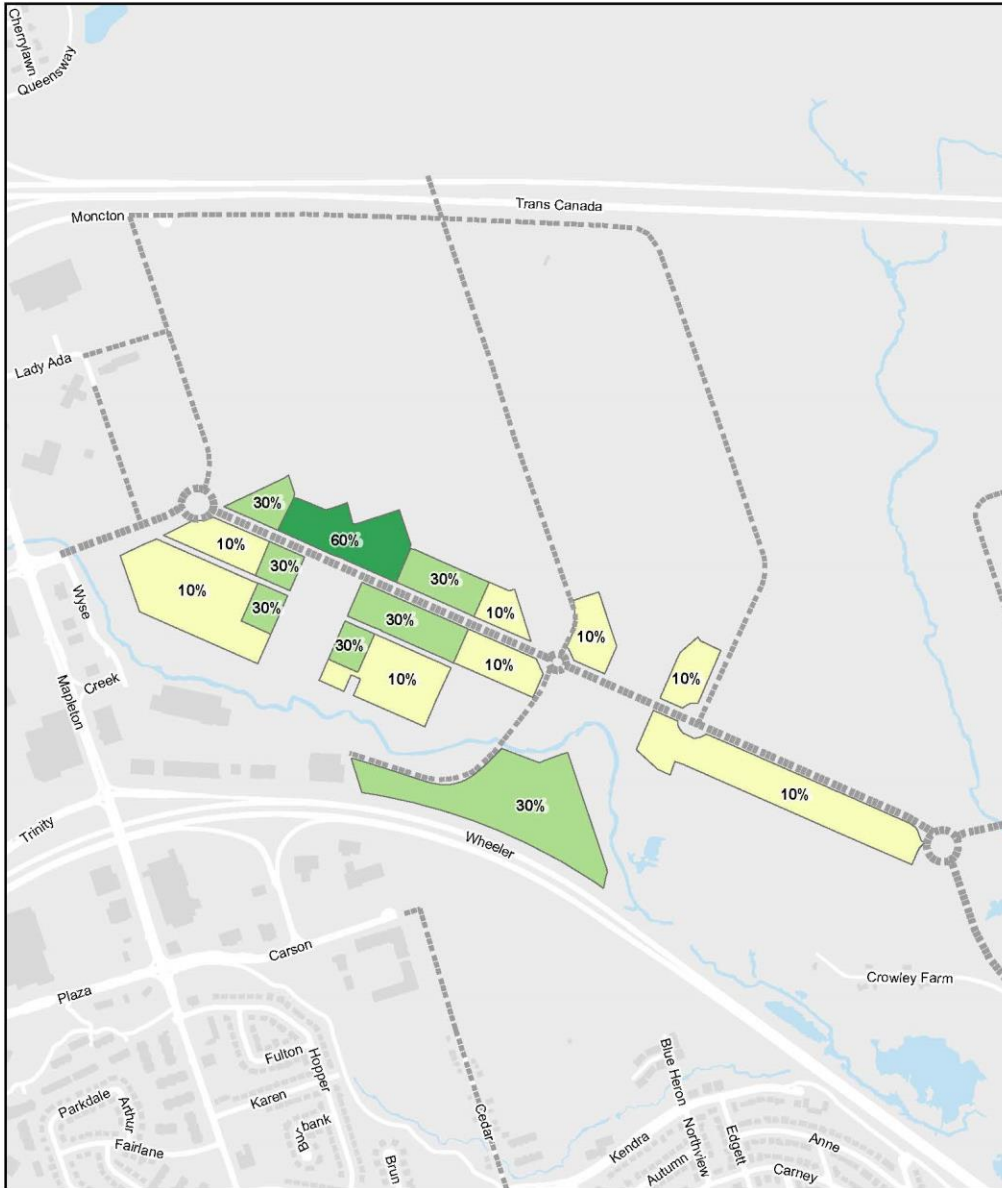 Cherrylawn
Queensway
Moncton
Trans Canada
Lady Ada
30%
60%
10%
30%
30%
10%
10%
30%
30%
10%
30%
10%
10%
10%
Wyse
Creek
Mapleton
30%
10%
Trinity
Wheeler
Carson
Plaza
Crowley Farm
Fulton
Hopper
Karen
Parkdale
Arthur
Fairlane
Burbank
Brun
Cedar
Blue Heron
Kendra
Autumn
Northview
Edgett
Anne
Carney